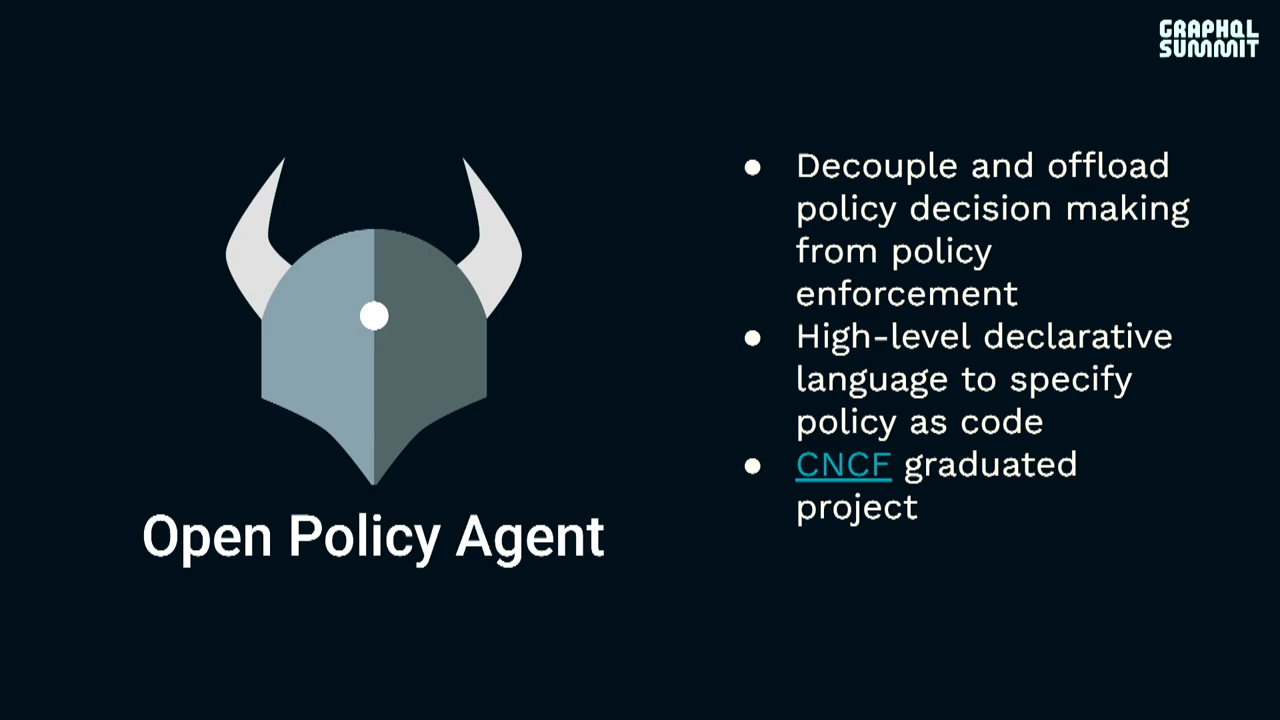 GRAPHQL
SUMMIT
● Decouple and offload
policy decision making
from policy
enforcement
● High-level declarative
language to specify
policy as code
● CNCF graduated
project
Open Policy Agent